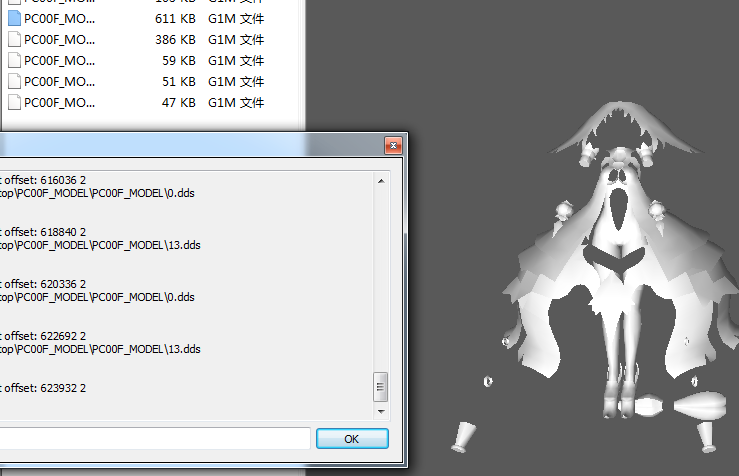 PC00F_MO... 611 KB G1M 文件
PC00F_MO... 386 KB G1M 文件
PC00F_MO... 59 KB G1M 文件
PC00F_MO... 51 KB G1M 文件
PC00F_MO... 47 KB G1M 文件
t offset: 616036 2
top\PC00F_MODEL\PC00F_MODEL\0.dds
t offset: 618840 2
top\PC00F_MODEL\PC00F_MODEL\13.dds
t offset: 620336 2
top\PC00F_MODEL\PC00F_MODEL\0.dds
t offset: 622692 2
top\PC00F_MODEL\PC00F_MODEL\13.dds
t offset: 623932 2
OK